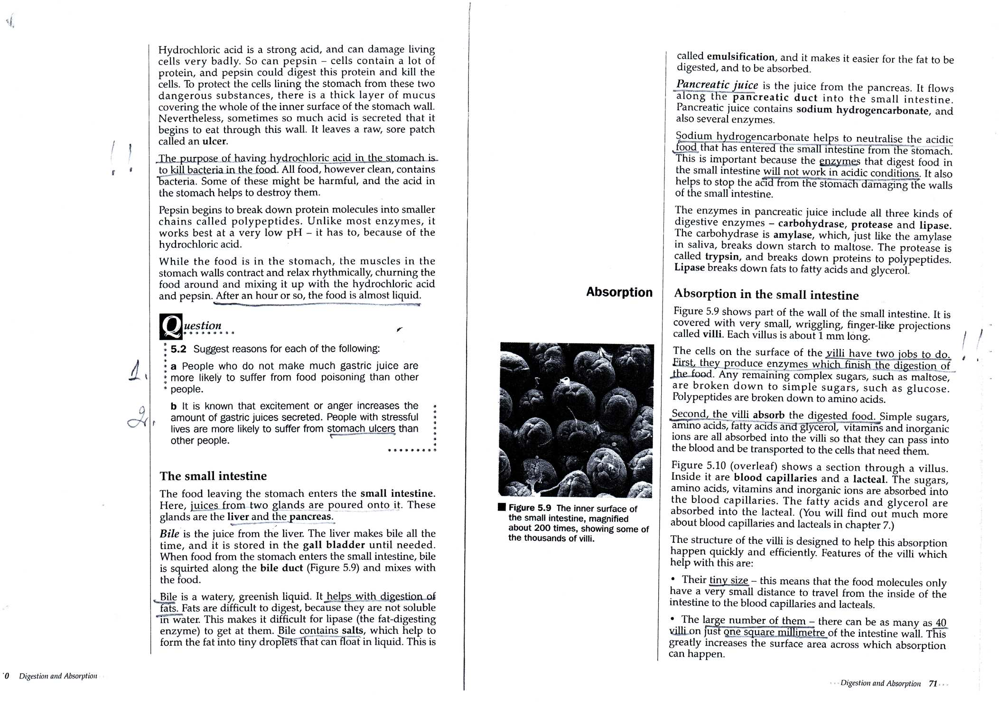 Hydrochloric acid is a strong acid, and can damage living
cells very badly. So can pepsin – cells contain a lot of
protein, and pepsin could digest this protein and kill the
cells. To protect the cells lining the stomach from these two
dangerous substances, there is a thick layer of mucus
covering the whole of the inner surface of the stomach wall.
Nevertheless, sometimes so much acid is secreted that it
begins to eat through this wall. It leaves a raw, sore patch
called an ulcer.
! !
The purpose of having hydrochloric acid in the stomach is
to kill bacteria in the food. All food, however clean, contains
bacteria. Some of these might be harmful, and the acid in
the stomach helps to destroy them.
Pepsin begins to break down protein molecules into smaller
chains called polypeptides. Unlike most enzymes, it
works best at a very low pH – it has to, because of the
hydrochloric acid.
While the food is in the stomach, the muscles in the
stomach walls contract and relax rhythmically, churning the
food around and mixing it up with the hydrochloric acid
and pepsin. After an hour or so, the food is almost liquid.
Question
5.2 Suggest reasons for each of the following:
1.
a People who do not make much gastric juice are
more likely to suffer from food poisoning than other
people.
2.
b It is known that excitement or anger increases the
amount of gastric juices secreted. People with stressful
lives are more likely to suffer from stomach ulcers than
other people.
The small intestine
The food leaving the stomach enters the small intestine.
Here, juices from two glands are poured onto it. These
glands are the liver and the pancreas.
Bile is the juice from the liver. The liver makes bile all the
time, and it is stored in the gall bladder until needed.
When food from the stomach enters the small intestine, bile
is squirted along the bile duct (Figure 5.9) and mixes with
the food.
Bile is a watery, greenish liquid. It helps with digestion of
fats. Fats are difficult to digest, because they are not soluble
in water. This makes it difficult for lipase (the fat-digesting
enzyme) to get at them. Bile contains salts, which help to
form the fat into tiny droplets that can float in liquid. This is
0 Digestion and Absorption
called emulsification, and it makes it easier for the fat to be
digested, and to be absorbed.
Pancreatic juice is the juice from the pancreas. It flows
along the pancreatic duct into the small intestine.
Pancreatic juice contains sodium hydrogencarbonate, and
also several enzymes.
Sodium hydrogencarbonate helps to neutralise the acidic
food that has entered the small intestine from the stomach.
This is important because the enzymes that digest food in
the small intestine will not work in acidic conditions. It also
helps to stop the acid from the stomach damaging the walls
of the small intestine.
The enzymes in pancreatic juice include all three kinds of
digestive enzymes – carbohydrase, protease and lipase.
The carbohydrase is amylase, which, just like the amylase
in saliva, breaks down starch to maltose. The protease is
called trypsin, and breaks down proteins to polypeptides.
Lipase breaks down fats to fatty acids and glycerol.
Absorption
Absorption in the small intestine
Figure 5.9 shows part of the wall of the small intestine. It is
covered with very small, wriggling, finger-like projections
called villi. Each villus is about 1 mm long.
! !
The cells on the surface of the villi have two jobs to do.
First, they produce enzymes which finish the digestion of
the food. Any remaining complex sugars, such as maltose,
are broken down to simple sugars, such as glucose.
Polypeptides are broken down to amino acids.
Second, the villi absorb the digested food. Simple sugars,
amino acids, fatty acids and glycerol, vitamins and inorganic
ions are all absorbed into the villi so that they can pass into
the blood and be transported to the cells that need them.
Figure 5.10 (overleaf) shows a section through a villus.
Inside it are blood capillaries and a lacteal. The sugars,
amino acids, vitamins and inorganic ions are absorbed into
the blood capillaries. The fatty acids and glycerol are
absorbed into the lacteal. (You will find out much more
about blood capillaries and lacteals in chapter 7.)
The structure of the villi is designed to help this absorption
happen quickly and efficiently. Features of the villi which
help with this are:
• Their tiny size – this means that the food molecules only
have a very small distance to travel from the inside of the
intestine to the blood capillaries and lacteals.
• The large number of them – there can be as many as 40
villi on just one square millimetre of the intestine wall. This
greatly increases the surface area across which absorption
can happen.
■ Figure 5.9 The inner surface of
the small intestine, magnified
about 200 times, showing some of
the thousands of villi.
Digestion and Absorption 71